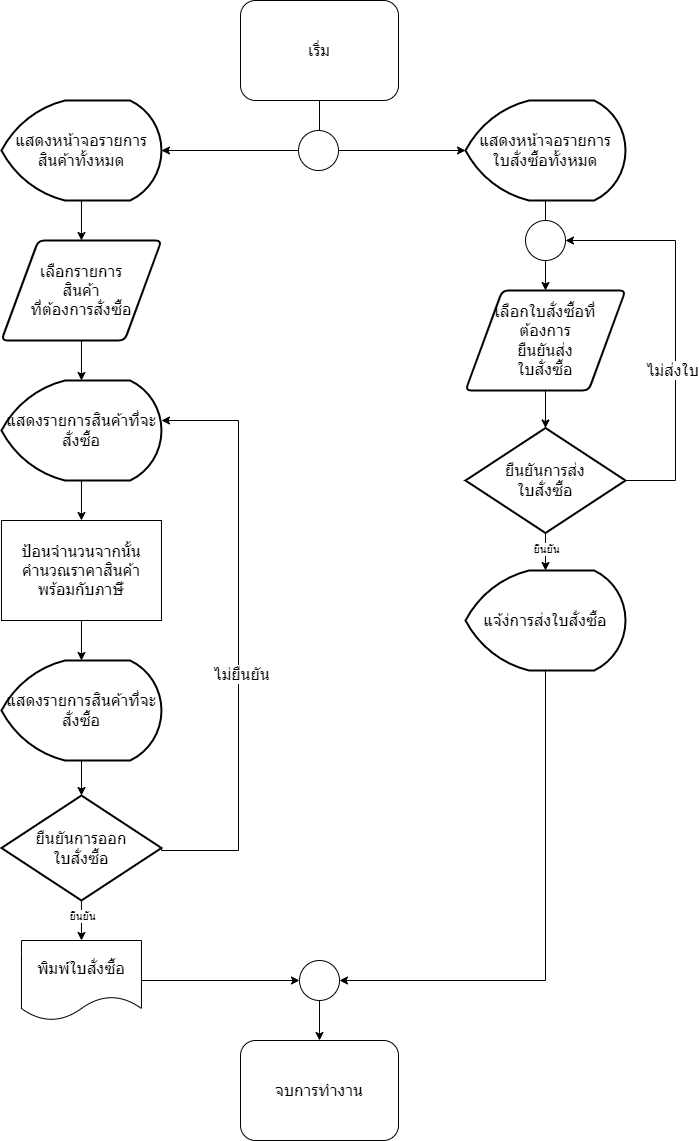 เริ่ม
แสดงหน้าจอรายการ
สินค้าทั้งหมด
แสดงหน้าจอรายการ
ใบสั่งซื้อทั้งหมด
เลือกรายการ
สินค้า
ที่ต้องการสั่งซื้อ
เลือกใบสั่งซื้อที่
ต้องการ
ยืนยันส่ง
ใบสั่งซื้อ
ไม่ส่งใบ
แสดงรายการสินค้าที่จะ
สั่งซื้อ
ยืนยันการส่ง
ใบสั่งซื้อ
ยืนยัน
ป้อนจำนวนจากนั้น
คำนวณราคาสินค้า
พร้อมกับภาษี
แจ้ง่การส่งใบสั่งซื้อ
ไม่ยืนยัน
แสดงรายการสินค้าที่จะ
สั่งซื้อ
ยืนยันการออก
ใบสั่งซื้อ
ยืนยัน
พิมพ์ใบสั่งซื้อ
จบการทำงาน